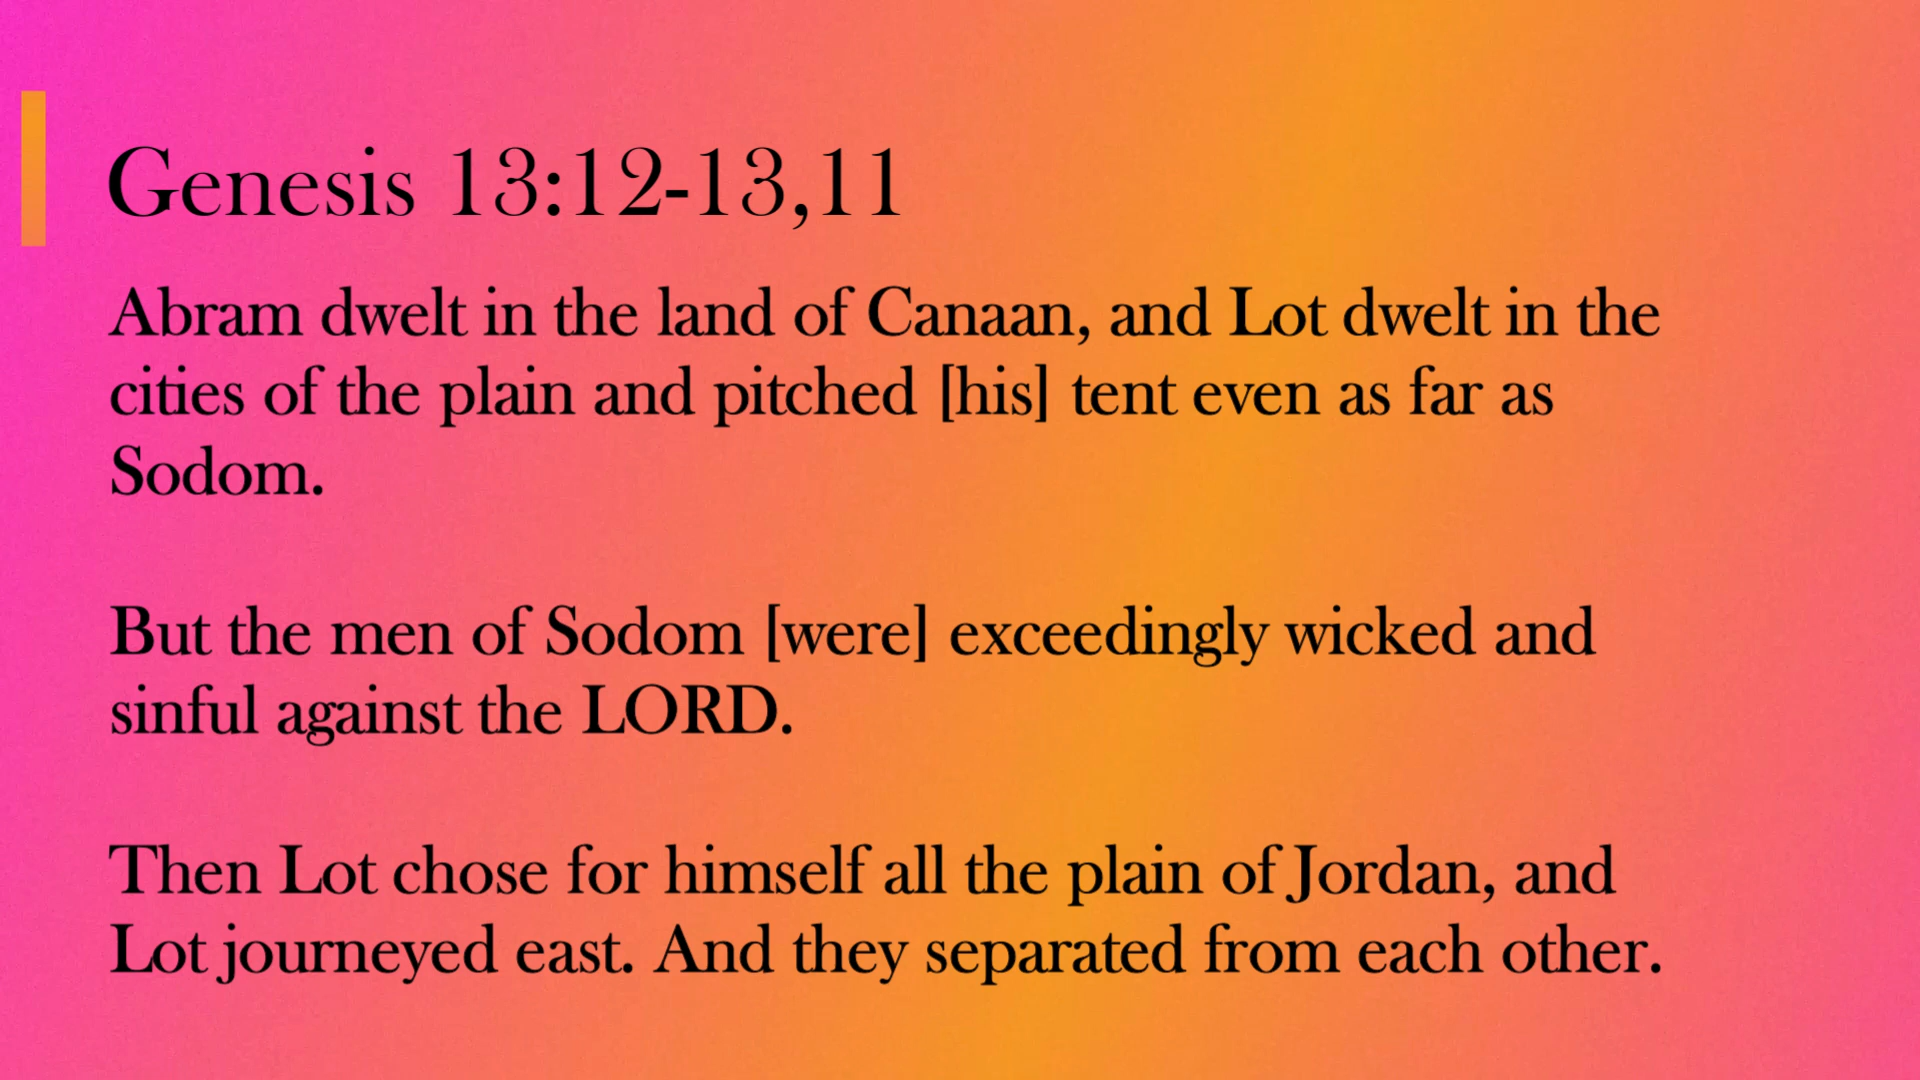 Genesis 13:12-13,11
Abram dwelt in the land of Canaan, and Lot dwelt in the
cities of the plain and pitched [his] tent even as far as
Sodom.
But the men of Sodom [were] exceedingly wicked and
sinful against the LORD.
Then Lot chose for himself all the plain of Jordan, and
Lot journeyed east. And they separated from each other.